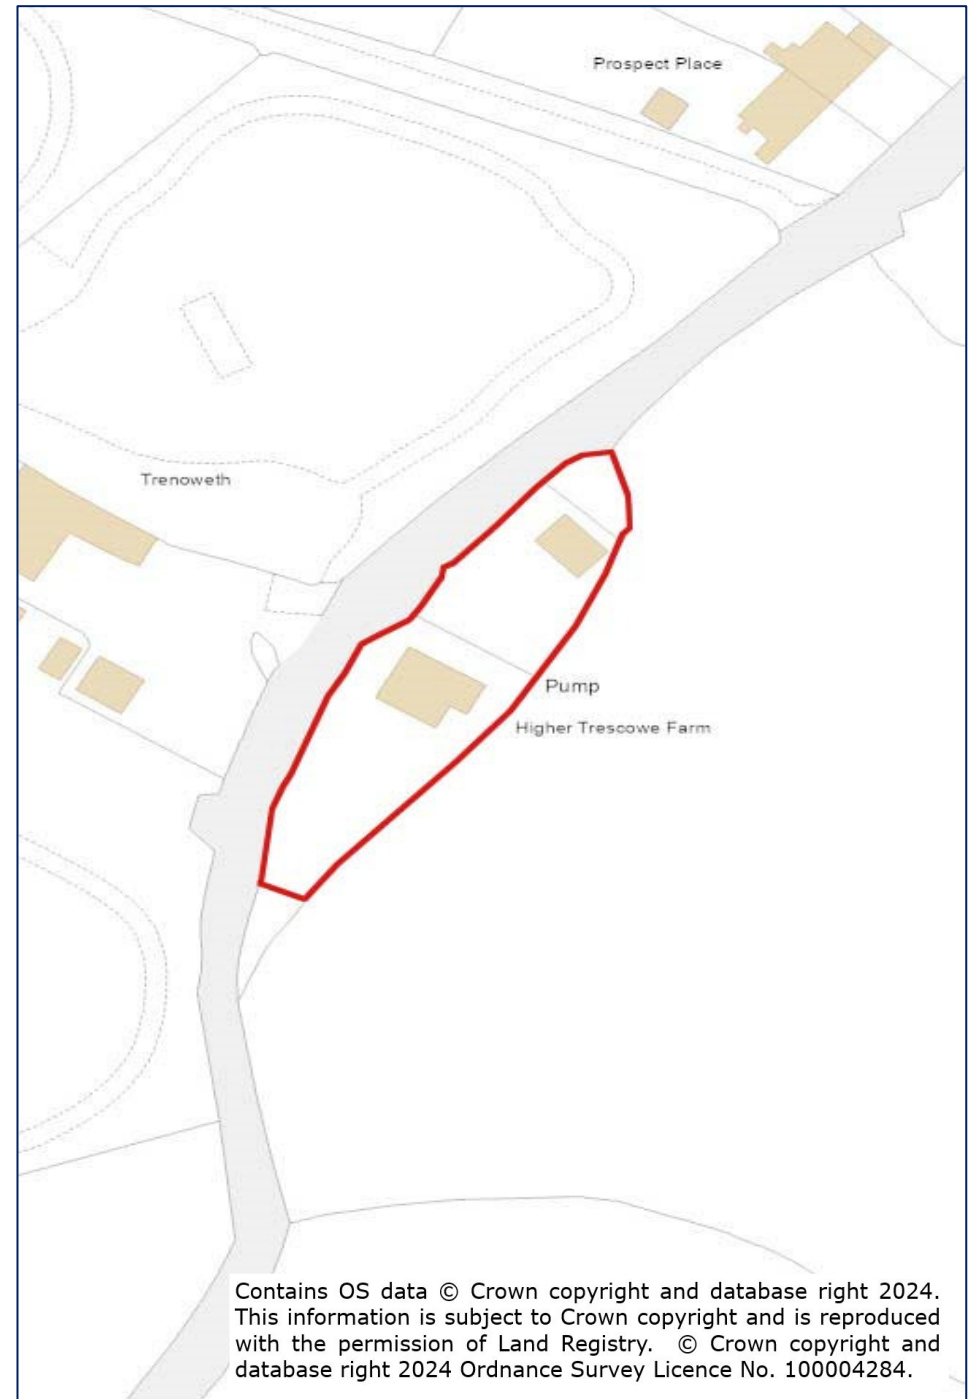 Prospect Place
Trenoweth
Pump
Higher Trescowe Farm
Contains OS data © Crown copyright and database right 2024.
This information is subject to Crown copyright and is reproduced
with the permission of Land Registry. © Crown copyright and
database right 2024 Ordnance Survey Licence No. 100004284.